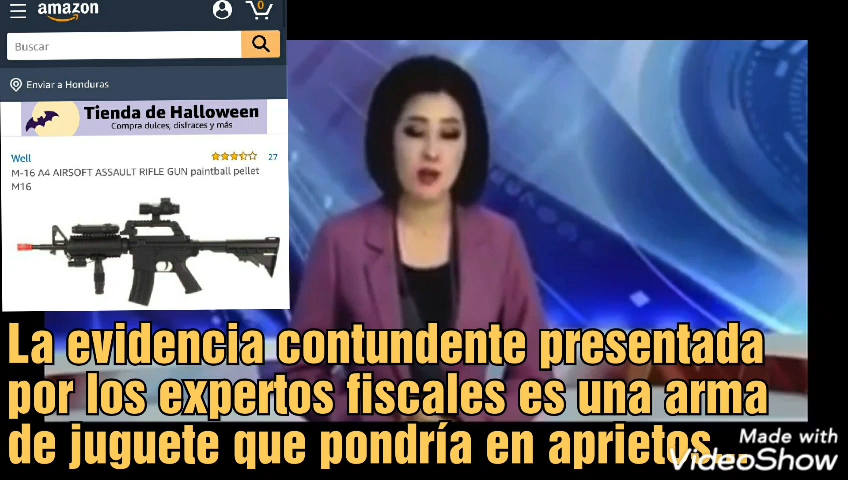 amazon
0
Buscar
Enviar a Honduras
Tienda de Halloween
Compra dulces, disfraces y más
Well
27
M-16 A4 AIRSOFT ASSAULT RIFLE GUN paintball pellet
M16
La evidencia contundente presentada
por los expertos fiscales es una arma
de juguete que pondría en aprietos...
Made with
VideoShow